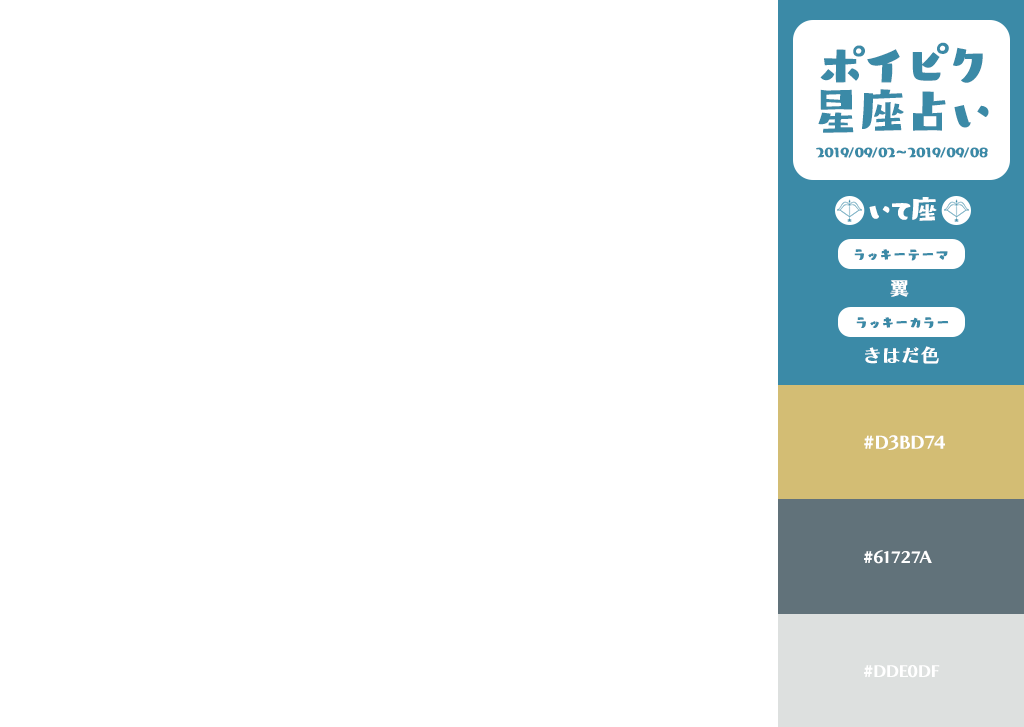 ポイピク
星座占い
2019/09/02~2019/09/08
いて座
ラッキーテーマ
翼
ラッキーカラー
きはだ色
#D3BD74
#61727A
#DDE0DF